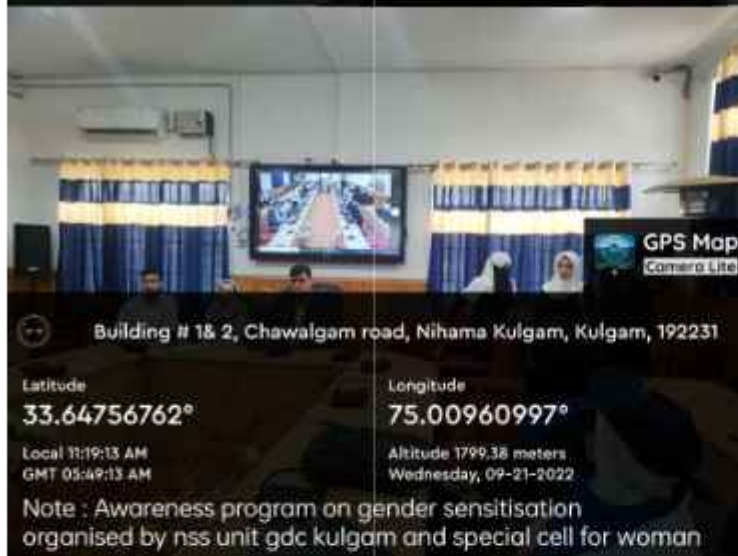 GPS Map
Camera Lite
Building # 1& 2, Chawalgam road, Nihama Kulgam, Kulgam, 192231
Latitude
33.64756762°
Longitude
75.00960997°
Local 11:19:13 AM
GMT 05:49:13 AM
Altitude 1799.38 meters
Wednesday, 09-21-2022
Note : Awareness program on gender sensitisation
organised by nss unit gdc kulgam and special cell for woman